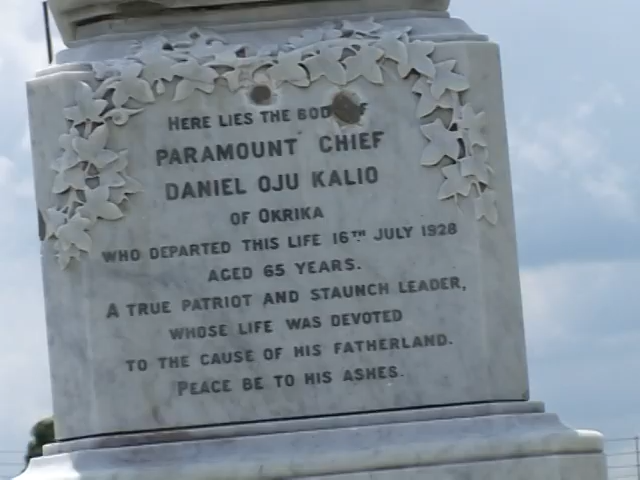 HERE LIES THE BODY OF
PARAMOUNT CHIEF
DANIEL OJU KALIO
OF OKRIKA
WHO DEPARTED THIS LIFE 16TH JULY 1928
AGED 65 YEARS.
A TRUE PATRIOT AND STAUNCH LEADER,
WHOSE LIFE WAS DEVOTED
TO THE CAUSE OF HIS FATHERLAND.
PEACE BE TO HIS ASHES.